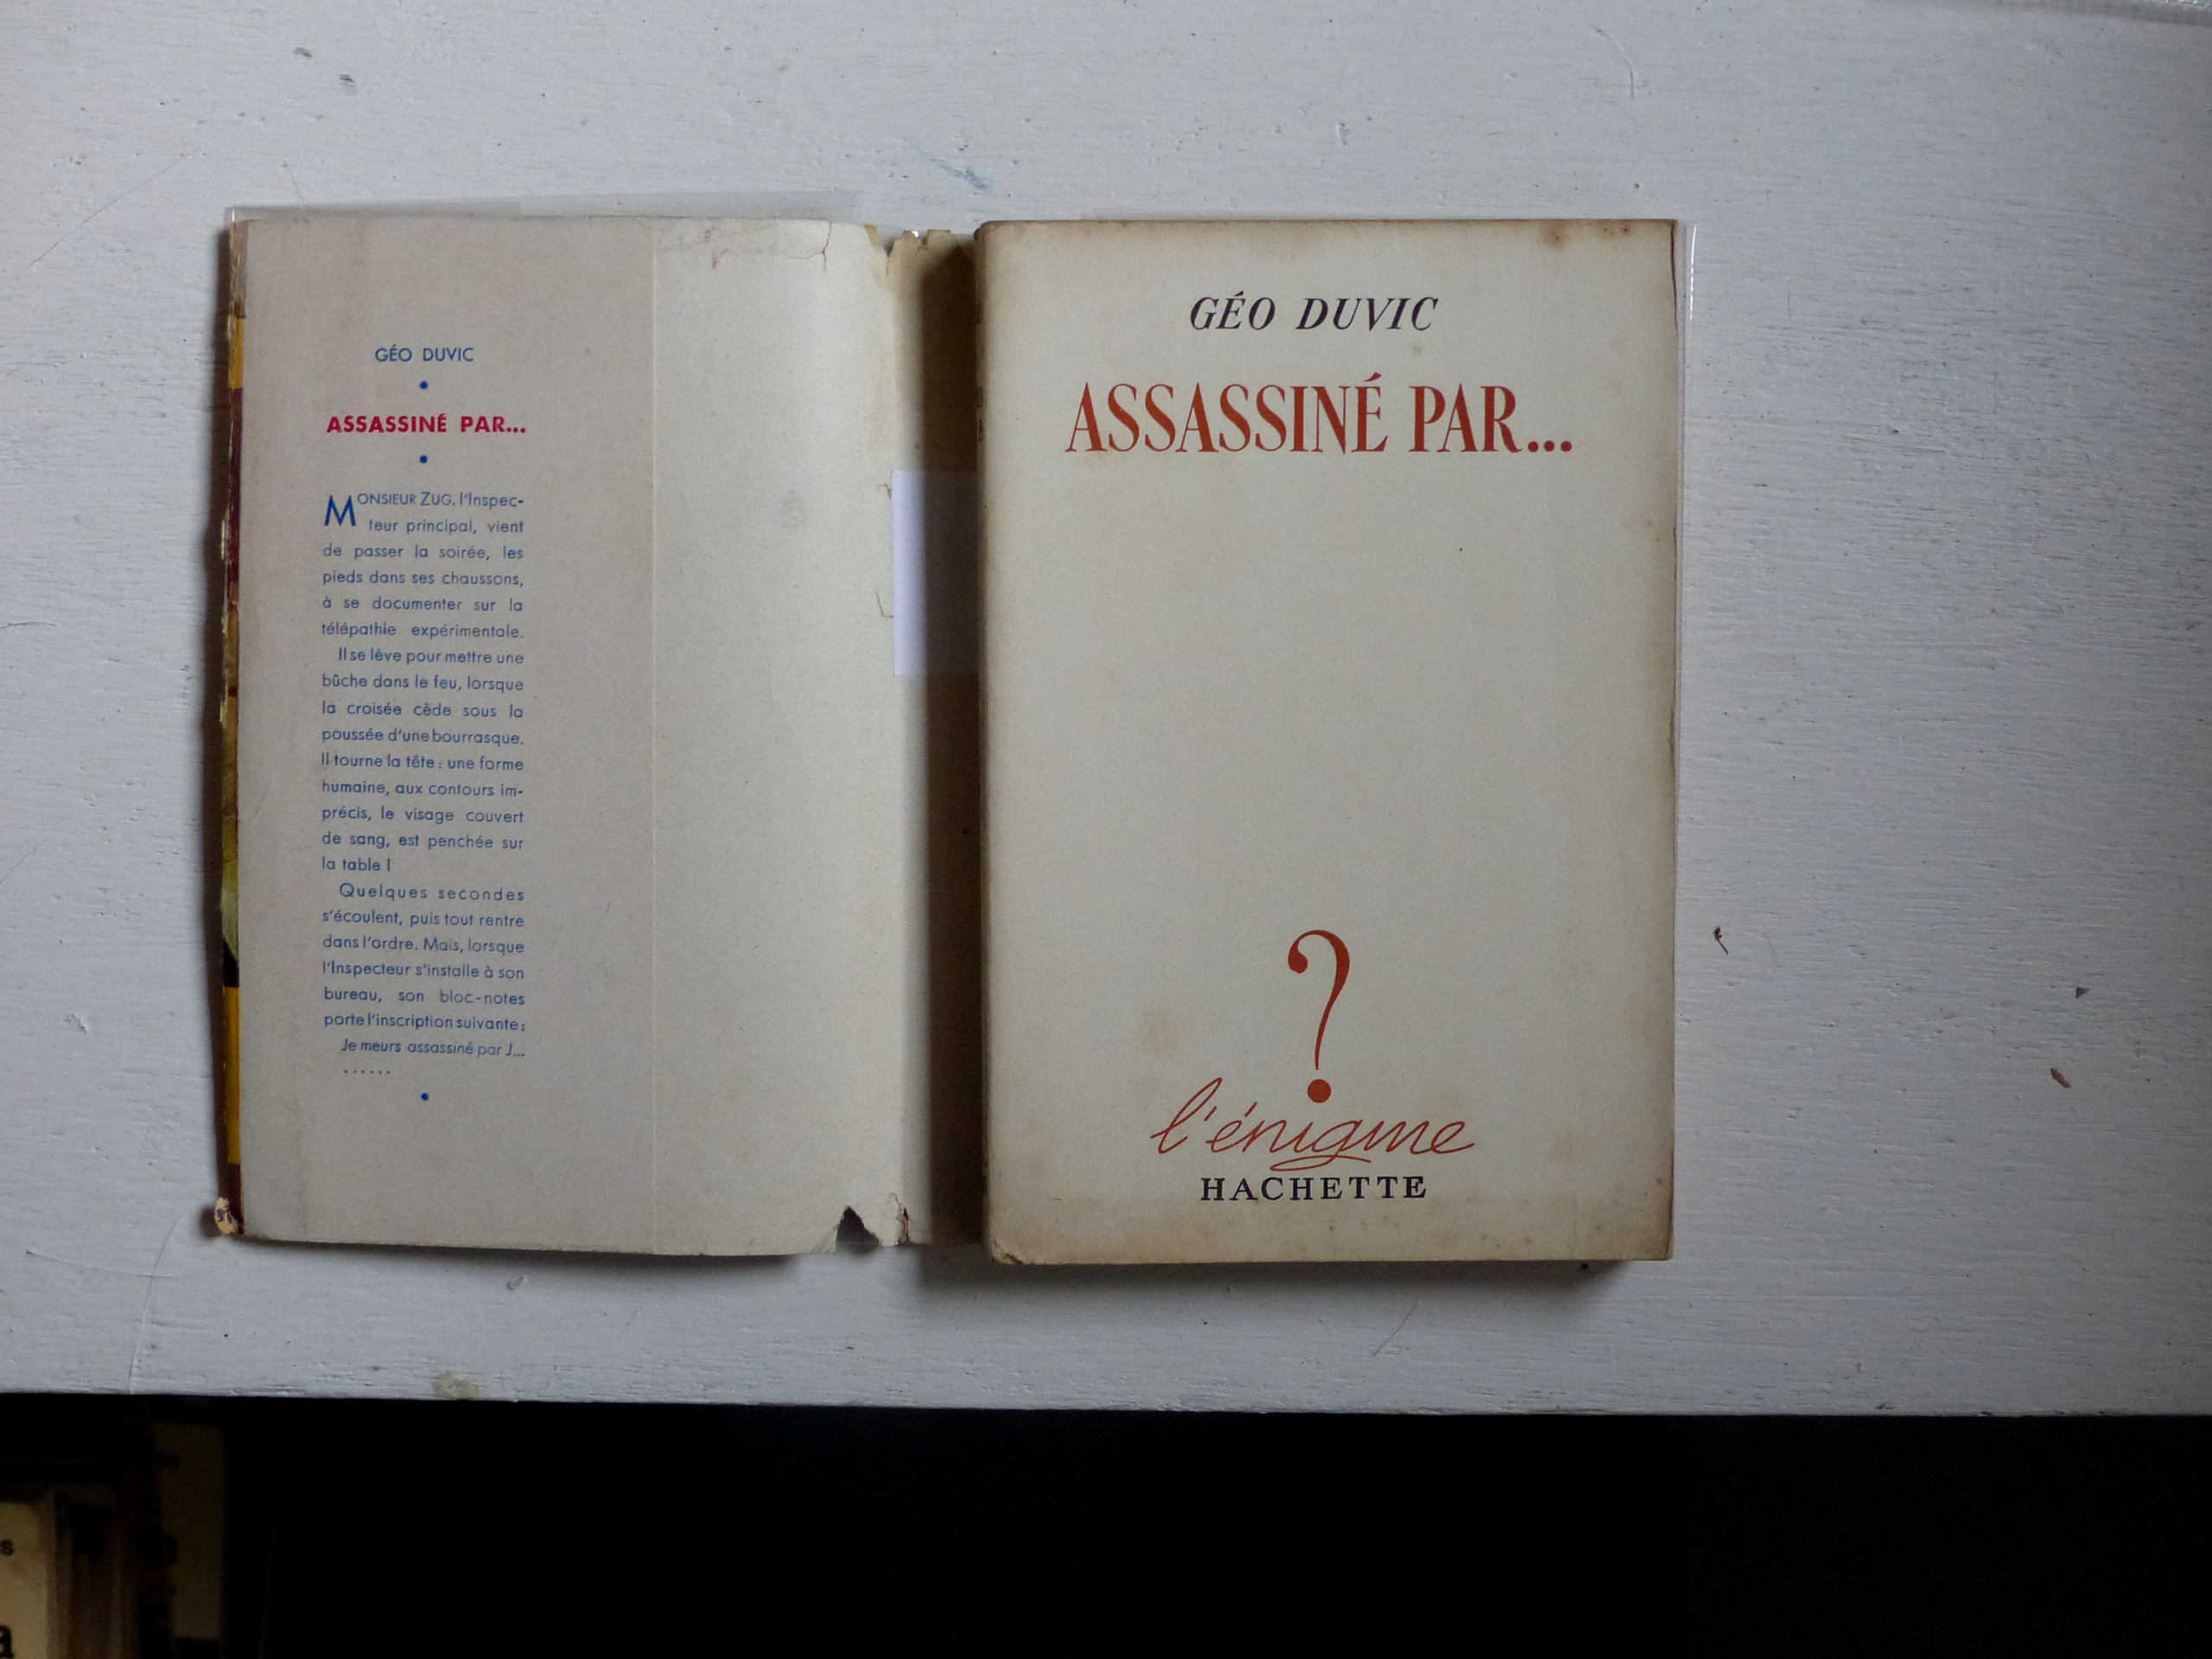 GÉO DUVIC
•
ASSASSINÉ PAR...
•
MONSIEUR ZUG, l'Inspec-
teur principal, vient
de passer la soirée, les
pieds dans ses chaussons,
à se documenter sur la
télépathie expérimentale.
Il se lève pour mettre une
bûche dans le feu, lorsque
la croisée cède sous la
poussée d'une bourrasque.
Il tourne la tête : une forme
humaine, aux contours im-
précis, le visage couvert
de sang, est penchée sur
la table !
Quelques secondes
s'écoulent, puis tout rentre
dans l'ordre. Mais, lorsque
l'Inspecteur s'installe à son
bureau, son bloc-notes
porte l'inscription suivante :
Je meurs assassiné par J...
......
•
GÉO DUVIC
ASSASSINÉ PAR...
?
l'énigme
HACHETTE
s
a